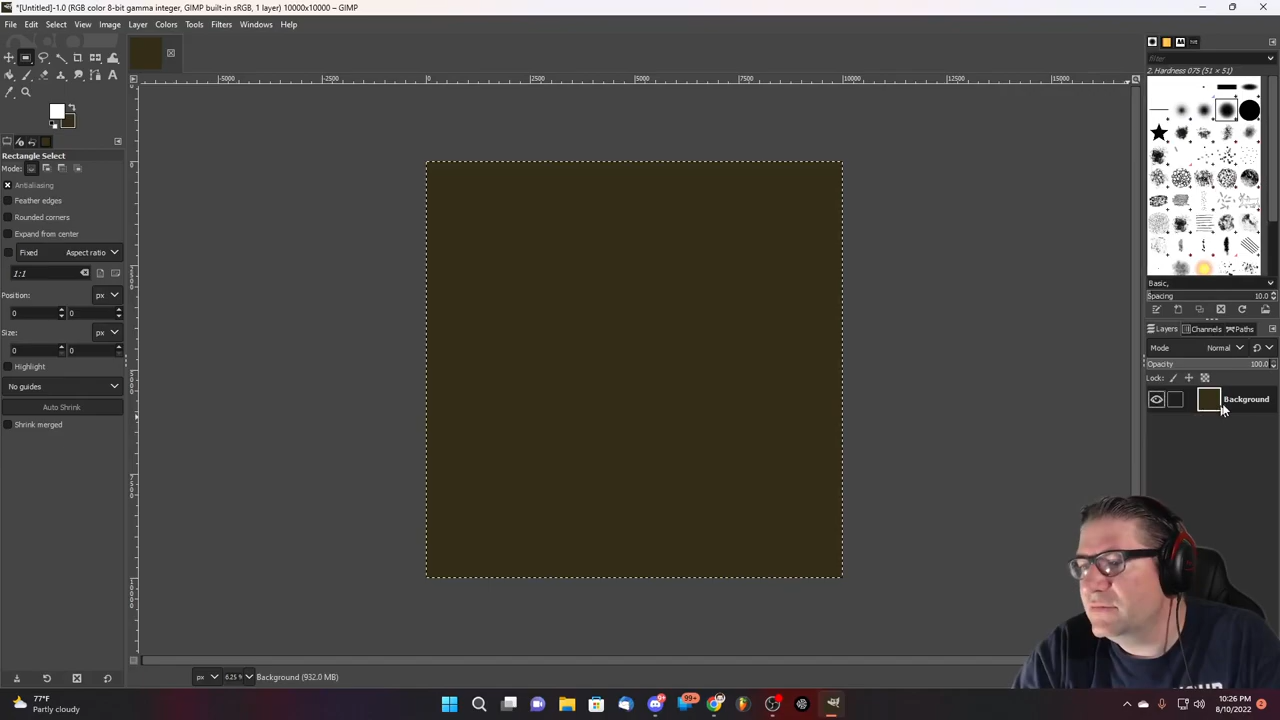 *[Untitled]-1.0 (RGB color 8-bit gamma integer, GIMP built-in sRGB, 1 layer) 10000x10000 – GIMP
File Edit Select View Image Layer Colors Tools Filters Windows Help
-5000 -2500 0 2500 5000 7500 10000 12500 15000
filter
2. Hardness 075 (51 × 51)
Rectangle Select
Mode:
Antialiasing
Feather edges
Rounded corners
Expand from center
Fixed Aspect ratio
1:1
Position: px
0 0
Size: px
0 0
Highlight
No guides
Auto Shrink
Shrink merged
Basic,
Spacing 10.0
Layers Channels Paths
Mode Normal
Opacity 100.0
Lock:
Background
px 6.25 Background (932.0 MB)
77°F
Partly cloudy
9+
99+
10:26 PM
8/10/2022